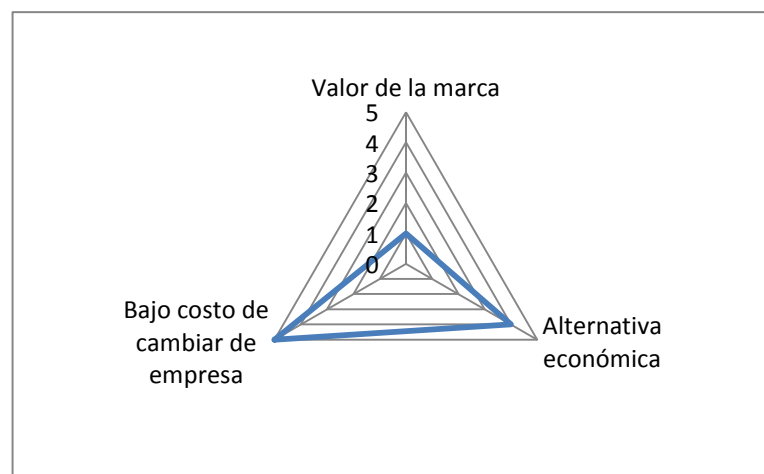 Valor de la marca
5
4
3
2
1
0
Bajo costo de
cambiar de
empresa
Alternativa
económica